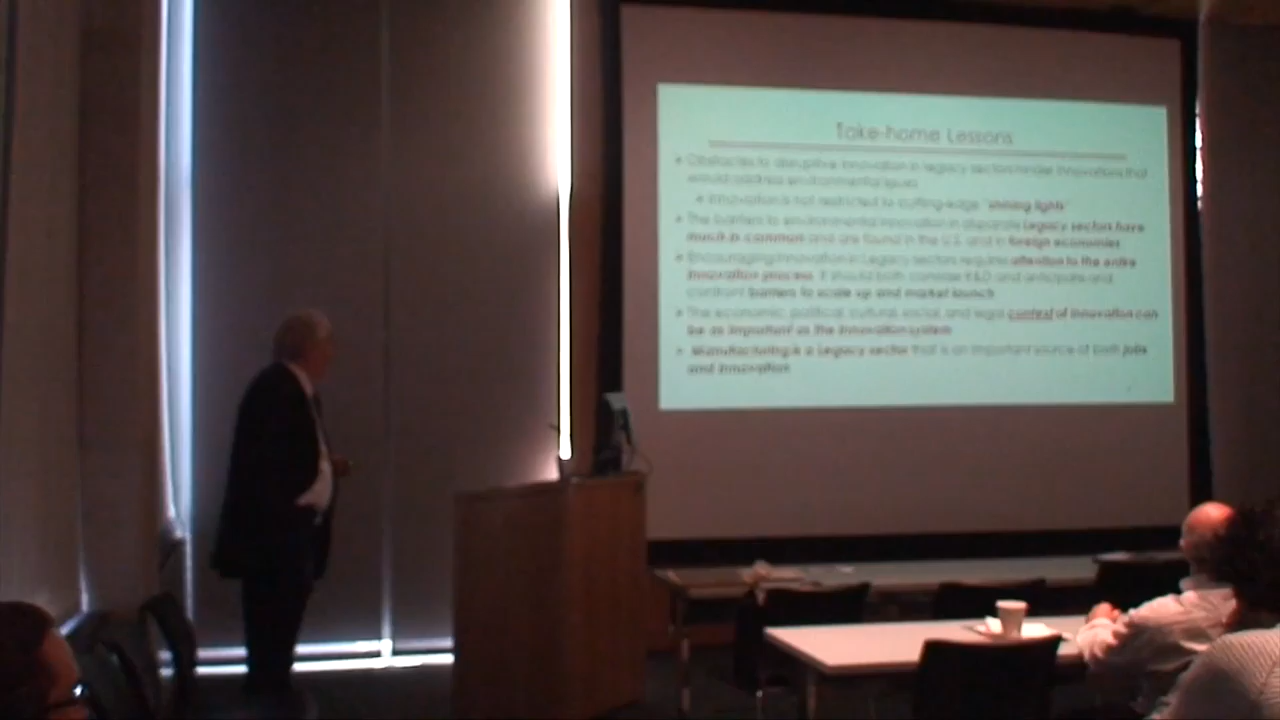 Take-home Lessons
Obstacles to disruptive innovation in legacy sectors hinder innovations that
would address environmental issues
Innovation is not restricted to cutting-edge "shining lights"
The barriers to environmental innovation in disparate Legacy sectors have
much in common and are found in the U.S. and in foreign economies
Encouraging innovation in Legacy sectors requires attention to the entire
innovation process. It should both R&D and anticipate and
confront barriers to scale up and market launch
The economic, political, cultural, social, and legal context of innovation can
be as important as the innovation system
Manufacturing is a Legacy sector that is an important source of both jobs
and innovation